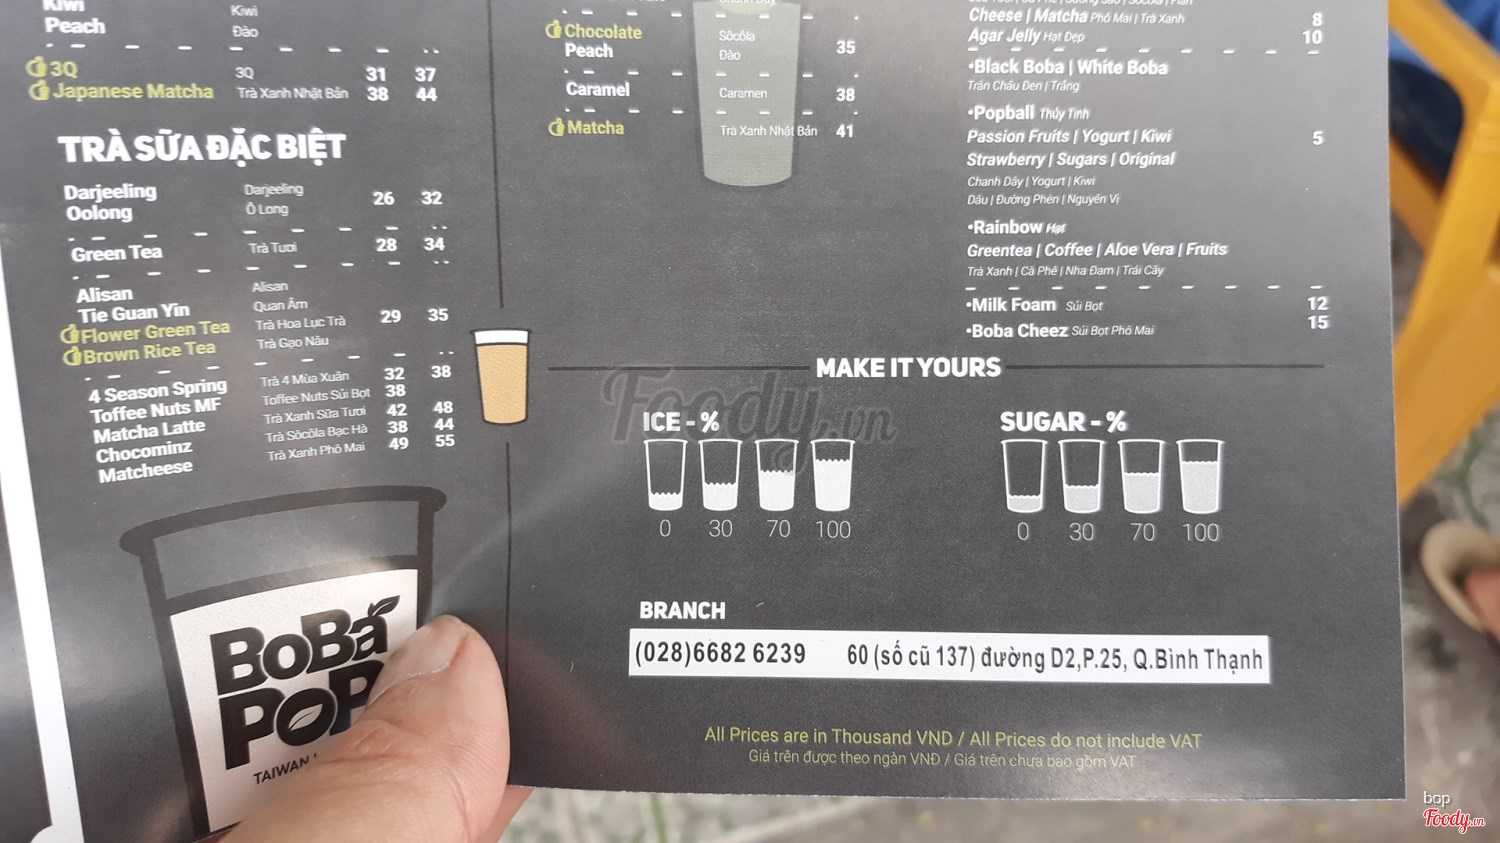 Kiwi Kiwi
Peach Đào
3Q 3Q 31 37
Japanese Matcha Trà Xanh Nhật Bản 38 44
TRÀ SỮA ĐẶC BIỆT
Darjeeling Darjeeling
Oolong Ô Long 26 32
Green Tea Trà Tươi 28 34
Alisan Alisan
Tie Guan Yin Quan Âm
Flower Green Tea Trà Hoa Lục Trà 29 35
Brown Rice Tea Trà Gạo Nâu
4 Season Spring Trà 4 Mùa Xuân 32 38
Toffee Nuts MF Toffee Nuts Sủi Bọt 38
Matcha Latte Trà Xanh Sữa Tươi 42 48
Chocominz Trà Sôcôla Bạc Hà 38 44
Matcheese Trà Xanh Phô Mai 49 55
BoBa
POP
TAIWAN
Chocolate Sôcôla
Peach Đào 35
Caramel Caramen 38
Matcha Trà Xanh Nhật Bản 41
Cheese | Matcha Phô Mai | Trà Xanh 8
Agar Jelly Hạt Đẹp 10
•Black Boba | White Boba
Trân Châu Đen | Trắng
•Popball Thủy Tinh
Passion Fruits | Yogurt | Kiwi 5
Strawberry | Sugars | Original
Chanh Dây | Yogurt | Kiwi
Dâu | Đường Phèn | Nguyên Vị
•Rainbow Hạt
Greentea | Coffee | Aloe Vera | Fruits
Trà Xanh | Cà Phê | Nha Đam | Trái Cây
•Milk Foam Sủi Bọt 12
•Boba Cheez Sủi Bọt Phô Mai 15
MAKE IT YOURS
ICE - %
0 30 70 100
SUGAR - %
0 30 70 100
BRANCH
(028)6682 6239 60 (số cũ 137) đường D2,P.25, Q.Bình Thạnh
All Prices are in Thousand VND / All Prices do not include VAT
Giá trên được theo ngàn VNĐ / Giá trên chưa bao gồm VAT
Foody.vn
bop
Foody.vn